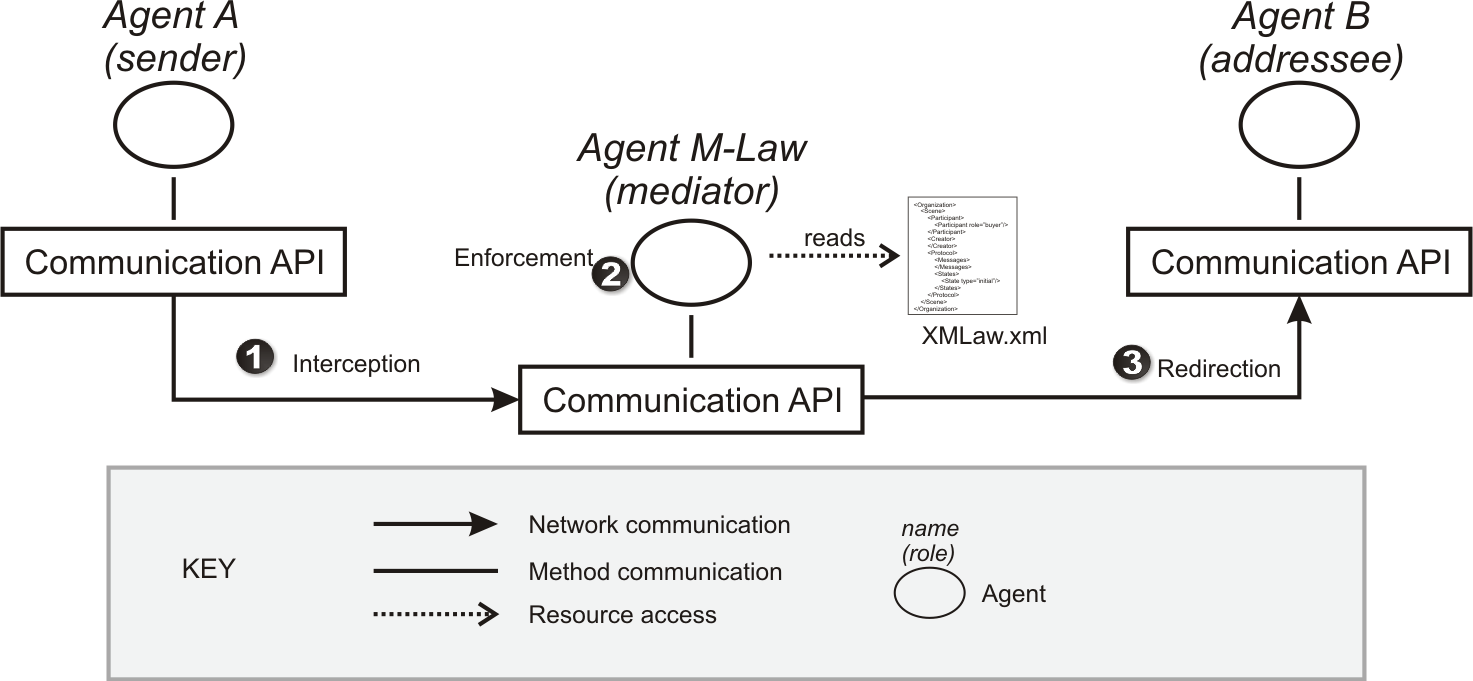 Agent A
(sender)
Agent B
(addressee)
Agent M-Law
(mediator)
Communication API
Enforcement
2
reads
<Organization>
<Scene>
<Participant>
<Participant role="buyer"/>
</Participant>
<Creator>
</Creator>
<Protocol>
<Messages>
</Messages>
<States>
<State type="initial"/>
</States>
</Protocol>
</Scene>
</Organization>
XMLaw.xml
Communication API
1
Interception
Communication API
3
Redirection
KEY
Network communication
Method communication
Resource access
name
(role)
Agent